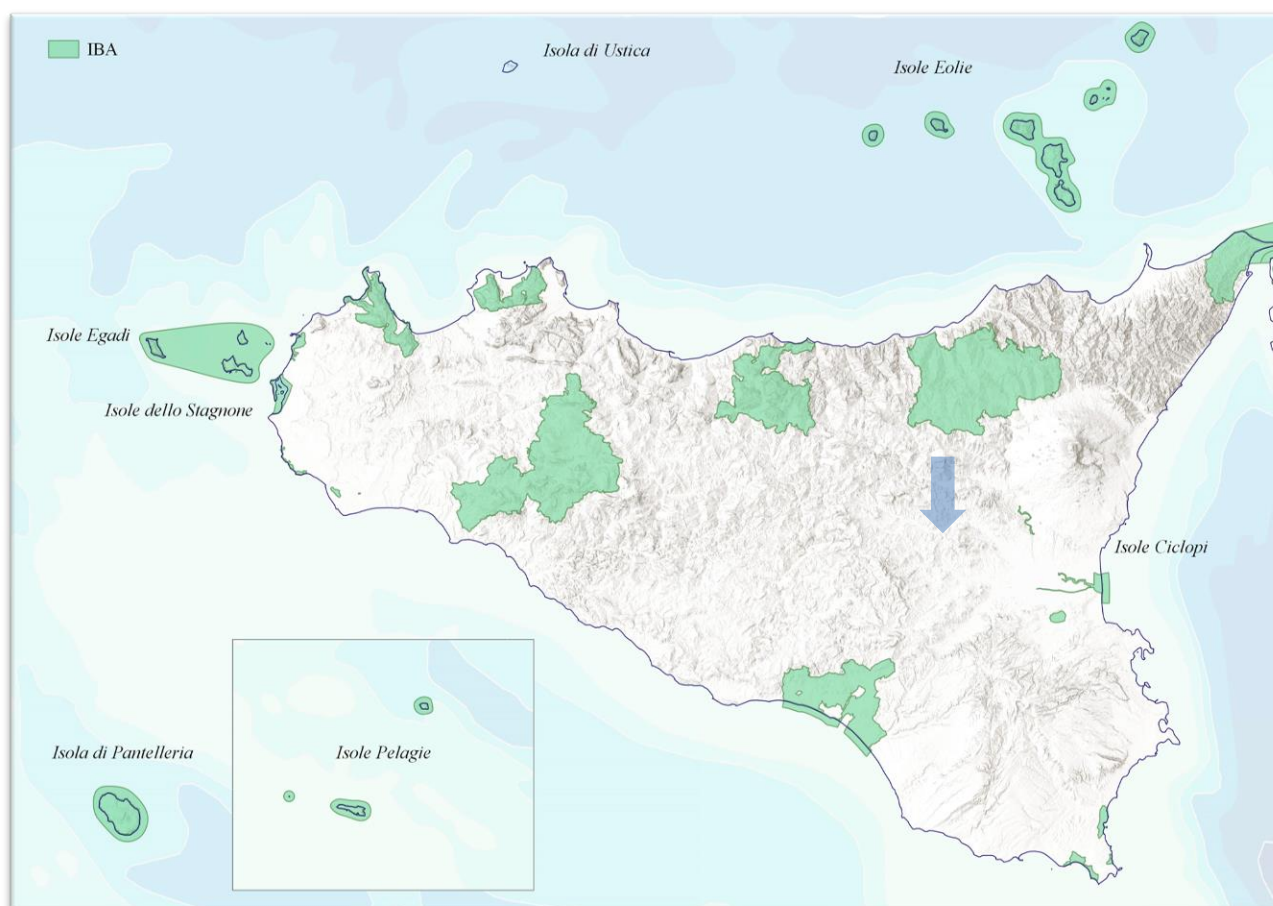 IBA
Isola di Ustica
Isole Eolie
Isole Egadi
Isole dello Stagnone
Isole Ciclopi
Isola di Pantelleria
Isole Pelagie